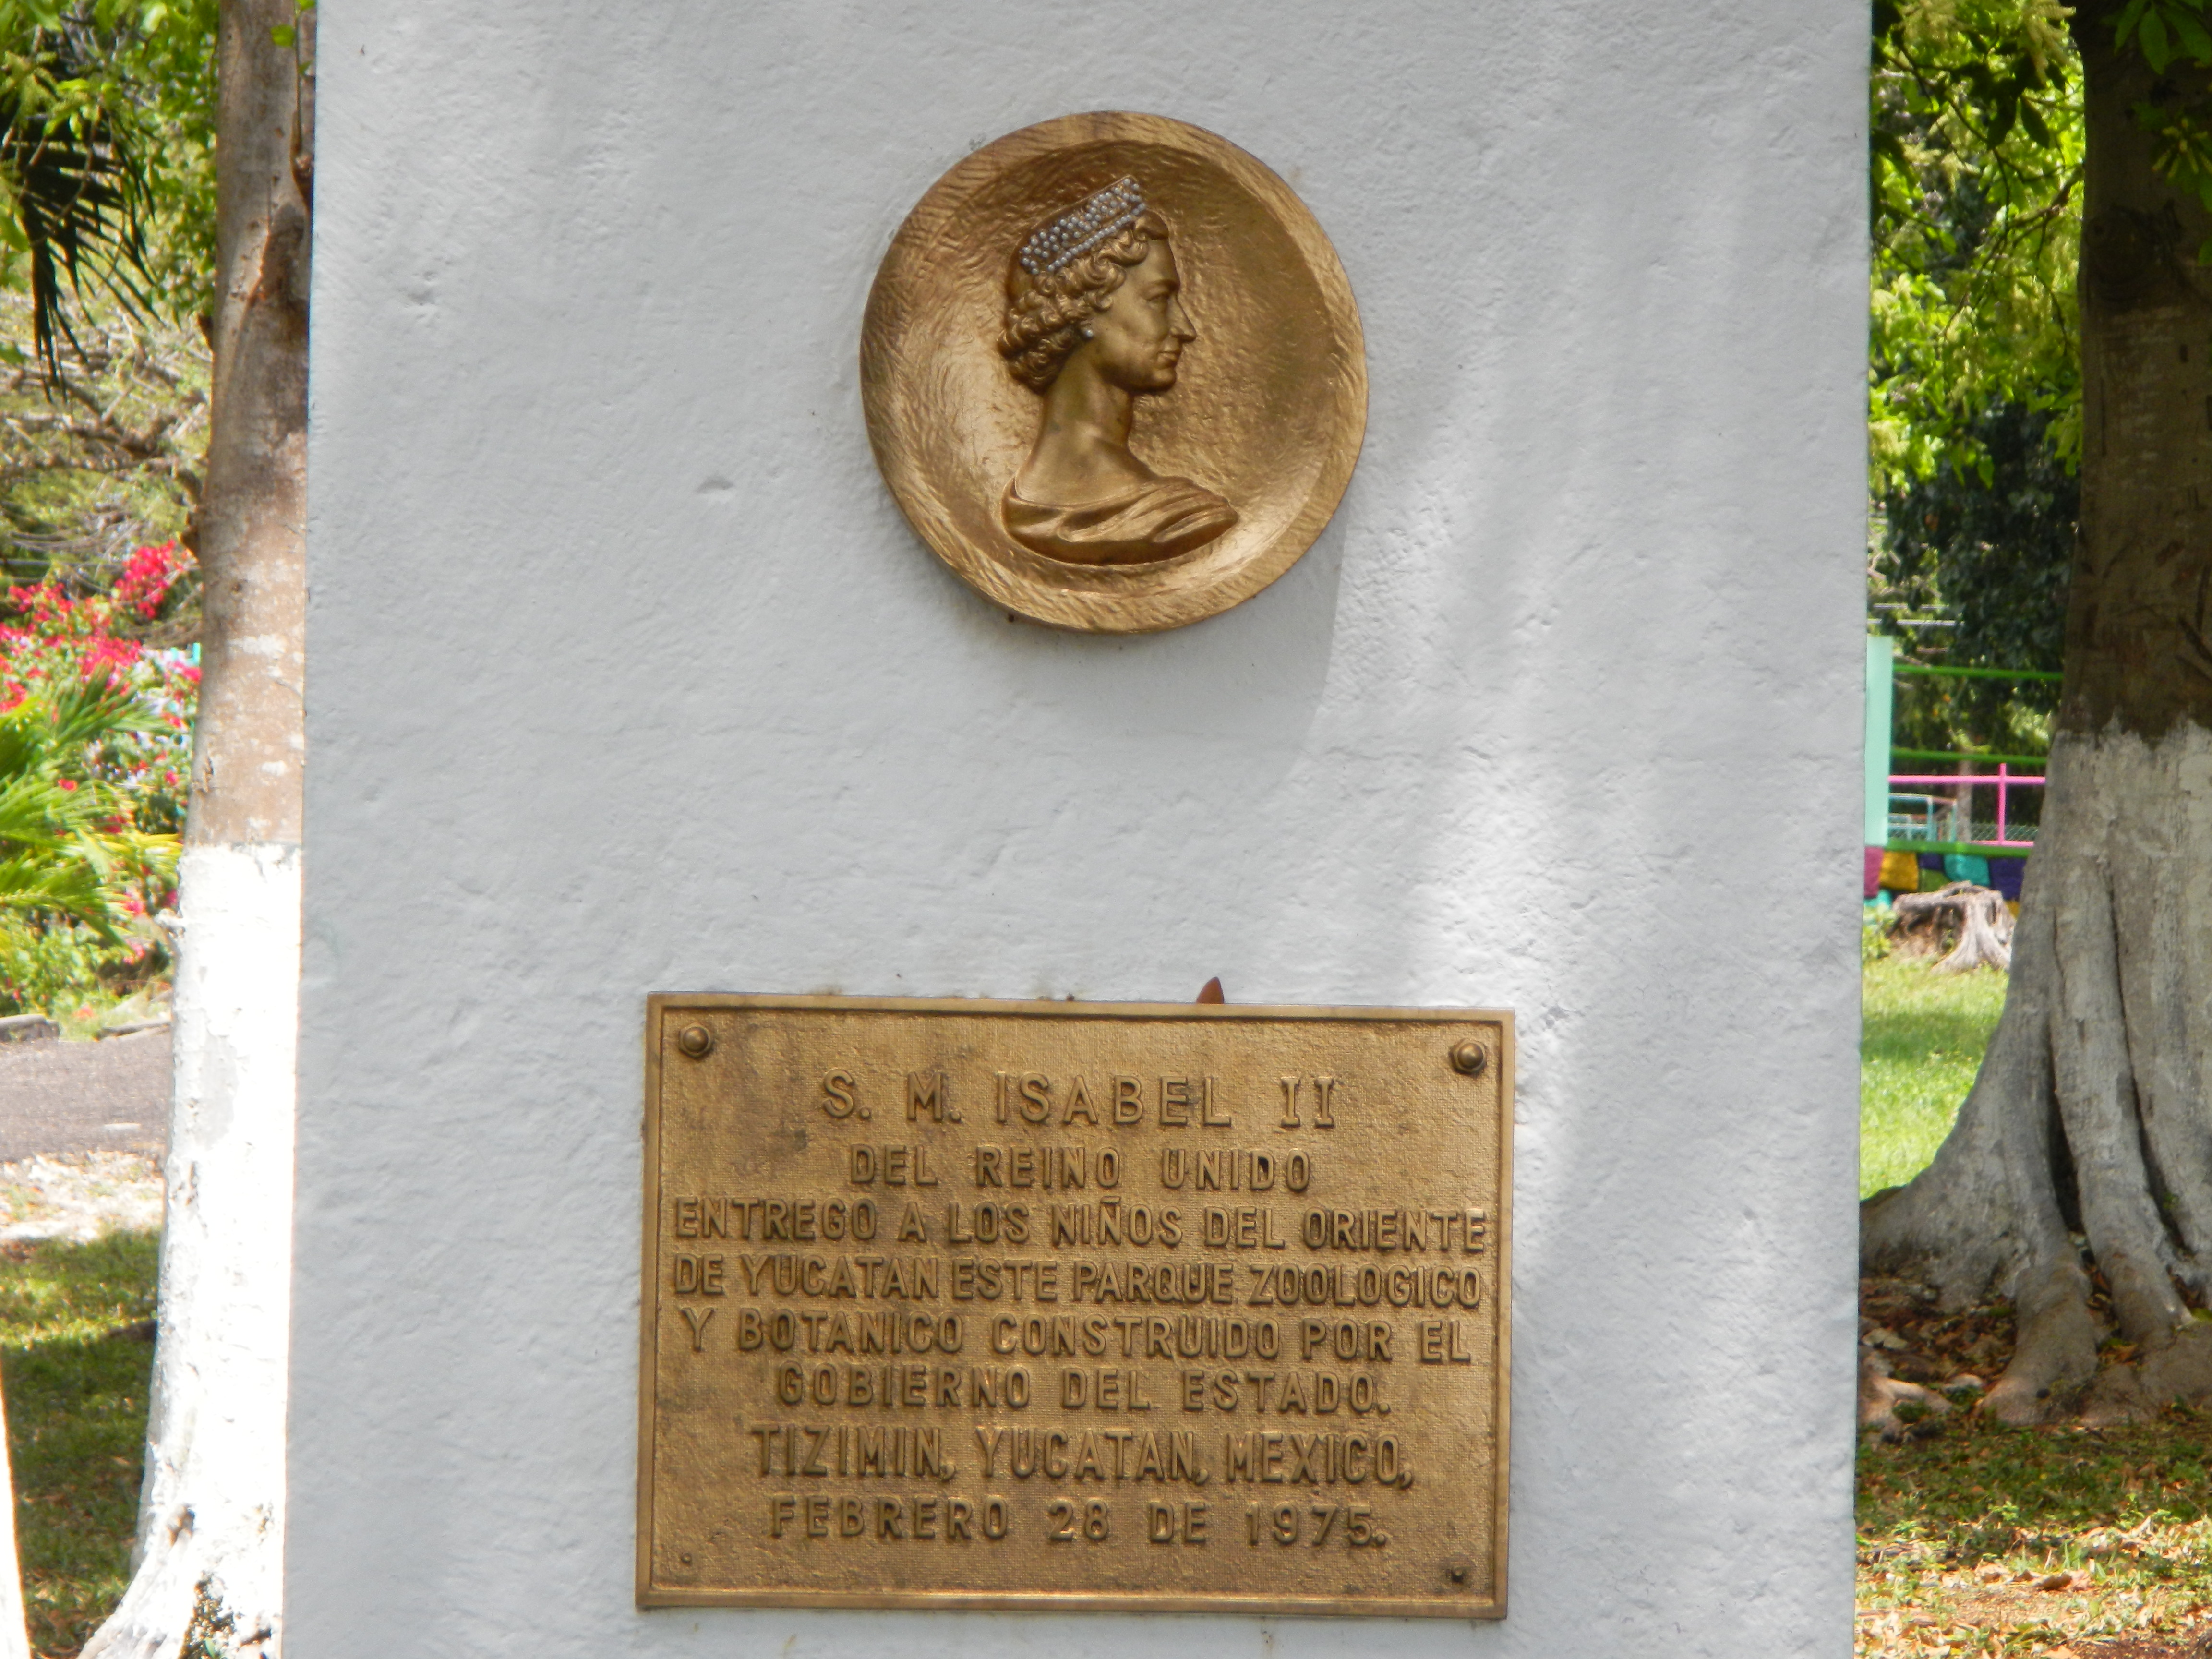 S. M. ISABEL II
DEL REINO UNIDO
ENTREGO A LOS NIÑOS DEL ORIENTE
DE YUCATAN ESTE PARQUE ZOOLOGICO
Y BOTANICO CONSTRUIDO POR EL
GOBIERNO DEL ESTADO.
TIZIMIN, YUCATAN, MEXICO,
FEBRERO 28 DE 1975.